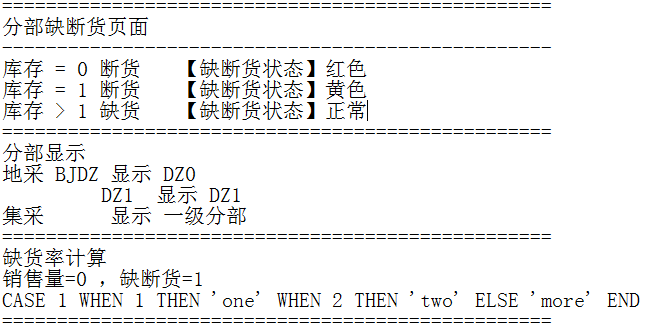 =====================================================
分部缺断货页面
-----------------------------------------------------
库存 = 0 断货 【缺断货状态】红色
库存 = 1 断货 【缺断货状态】黄色
库存 > 1 缺货 【缺断货状态】正常
=====================================================
分部显示
地采 BJDZ 显示 DZ0
DZ1 显示 DZ1
集采 显示 一级分部
=====================================================
缺货率计算
销售量=0 ，缺断货=1
CASE 1 WHEN 1 THEN 'one' WHEN 2 THEN 'two' ELSE 'more' END
=====================================================